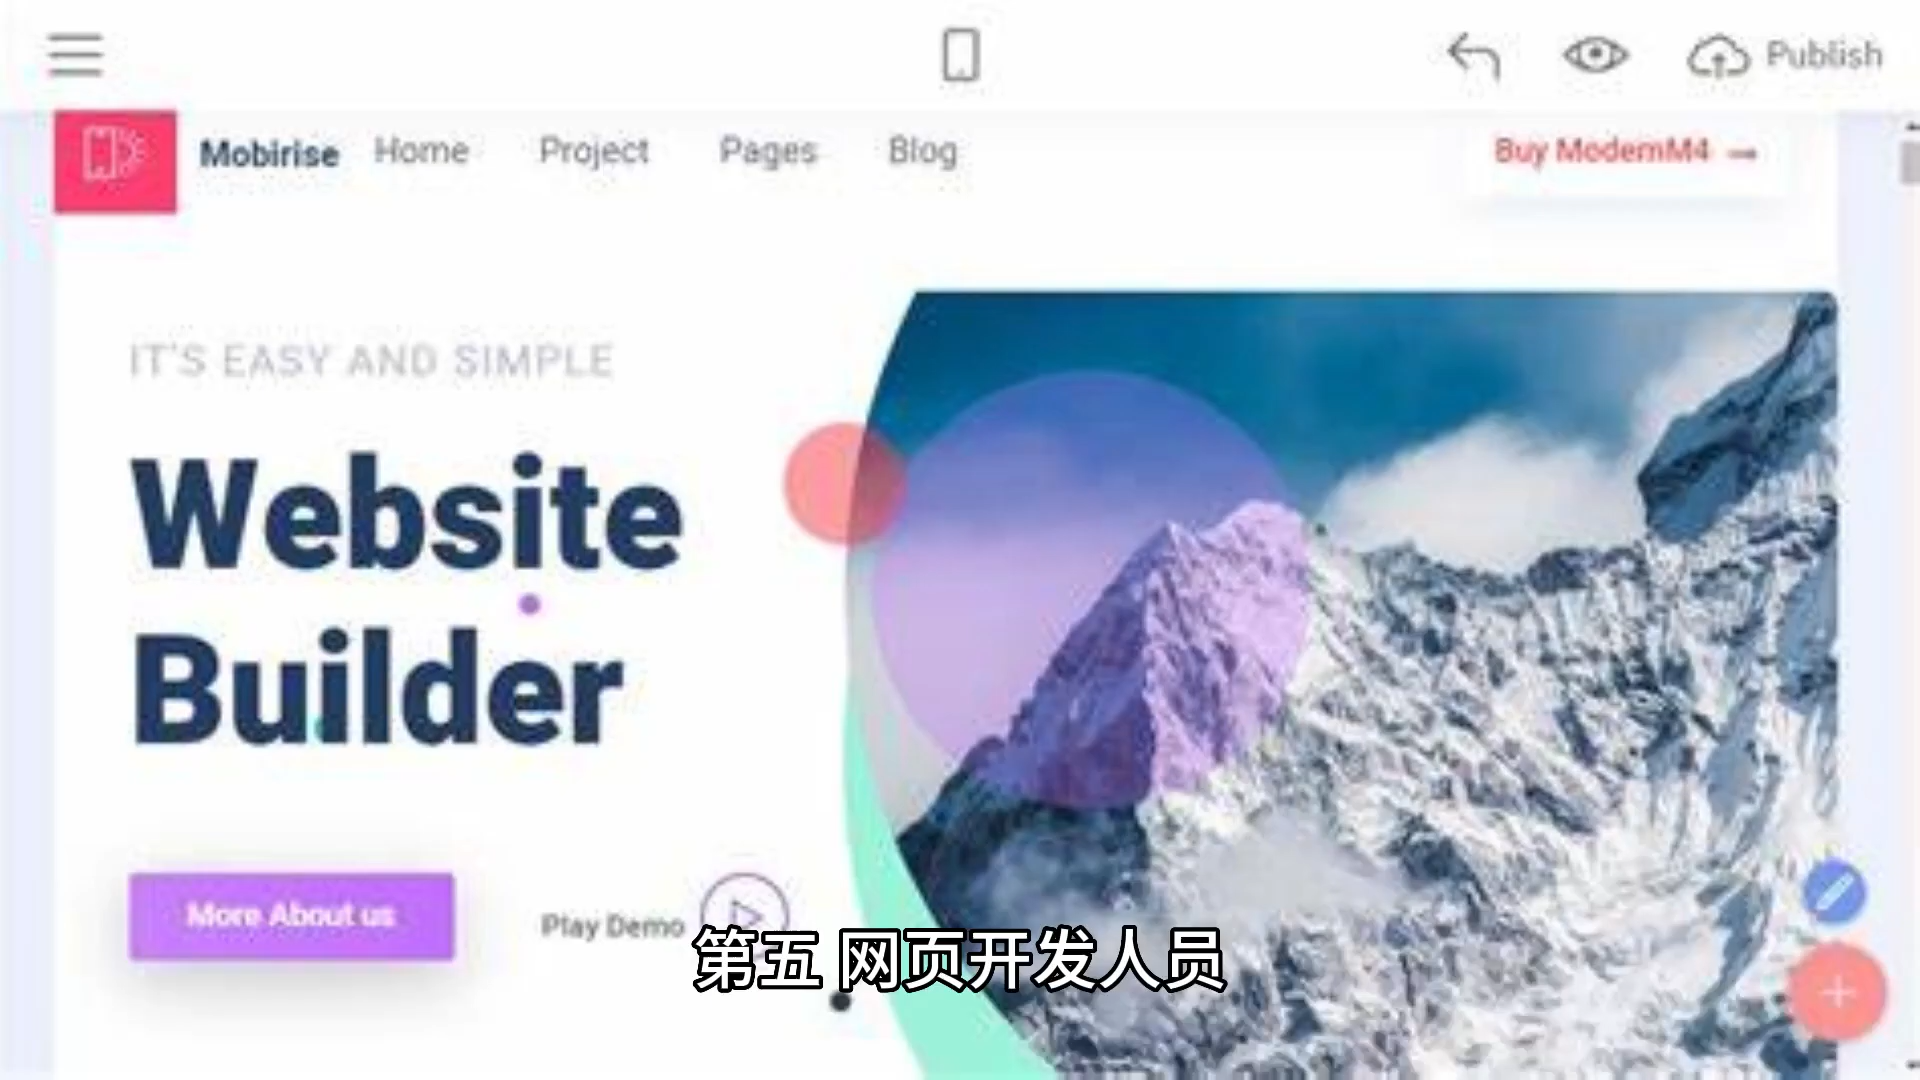 Publish
Mobirise Home Project Pages Blog Buy ModernM4 →
IT'S EASY AND SIMPLE
Website
Builder
More About us
Play Demo
第五 网页开发人员